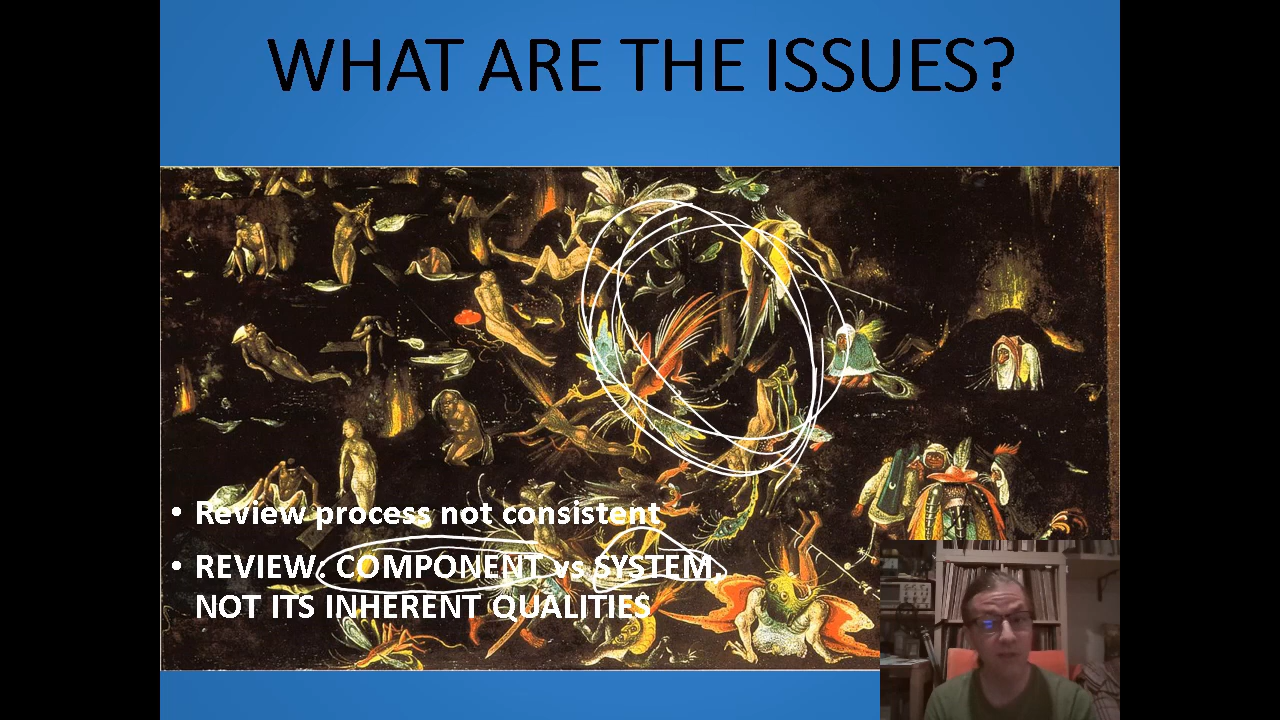 WHAT ARE THE ISSUES?
• Review process not consistent
• REVIEW: COMPONENT vs SYSTEM,
NOT ITS INHERENT QUALITIES